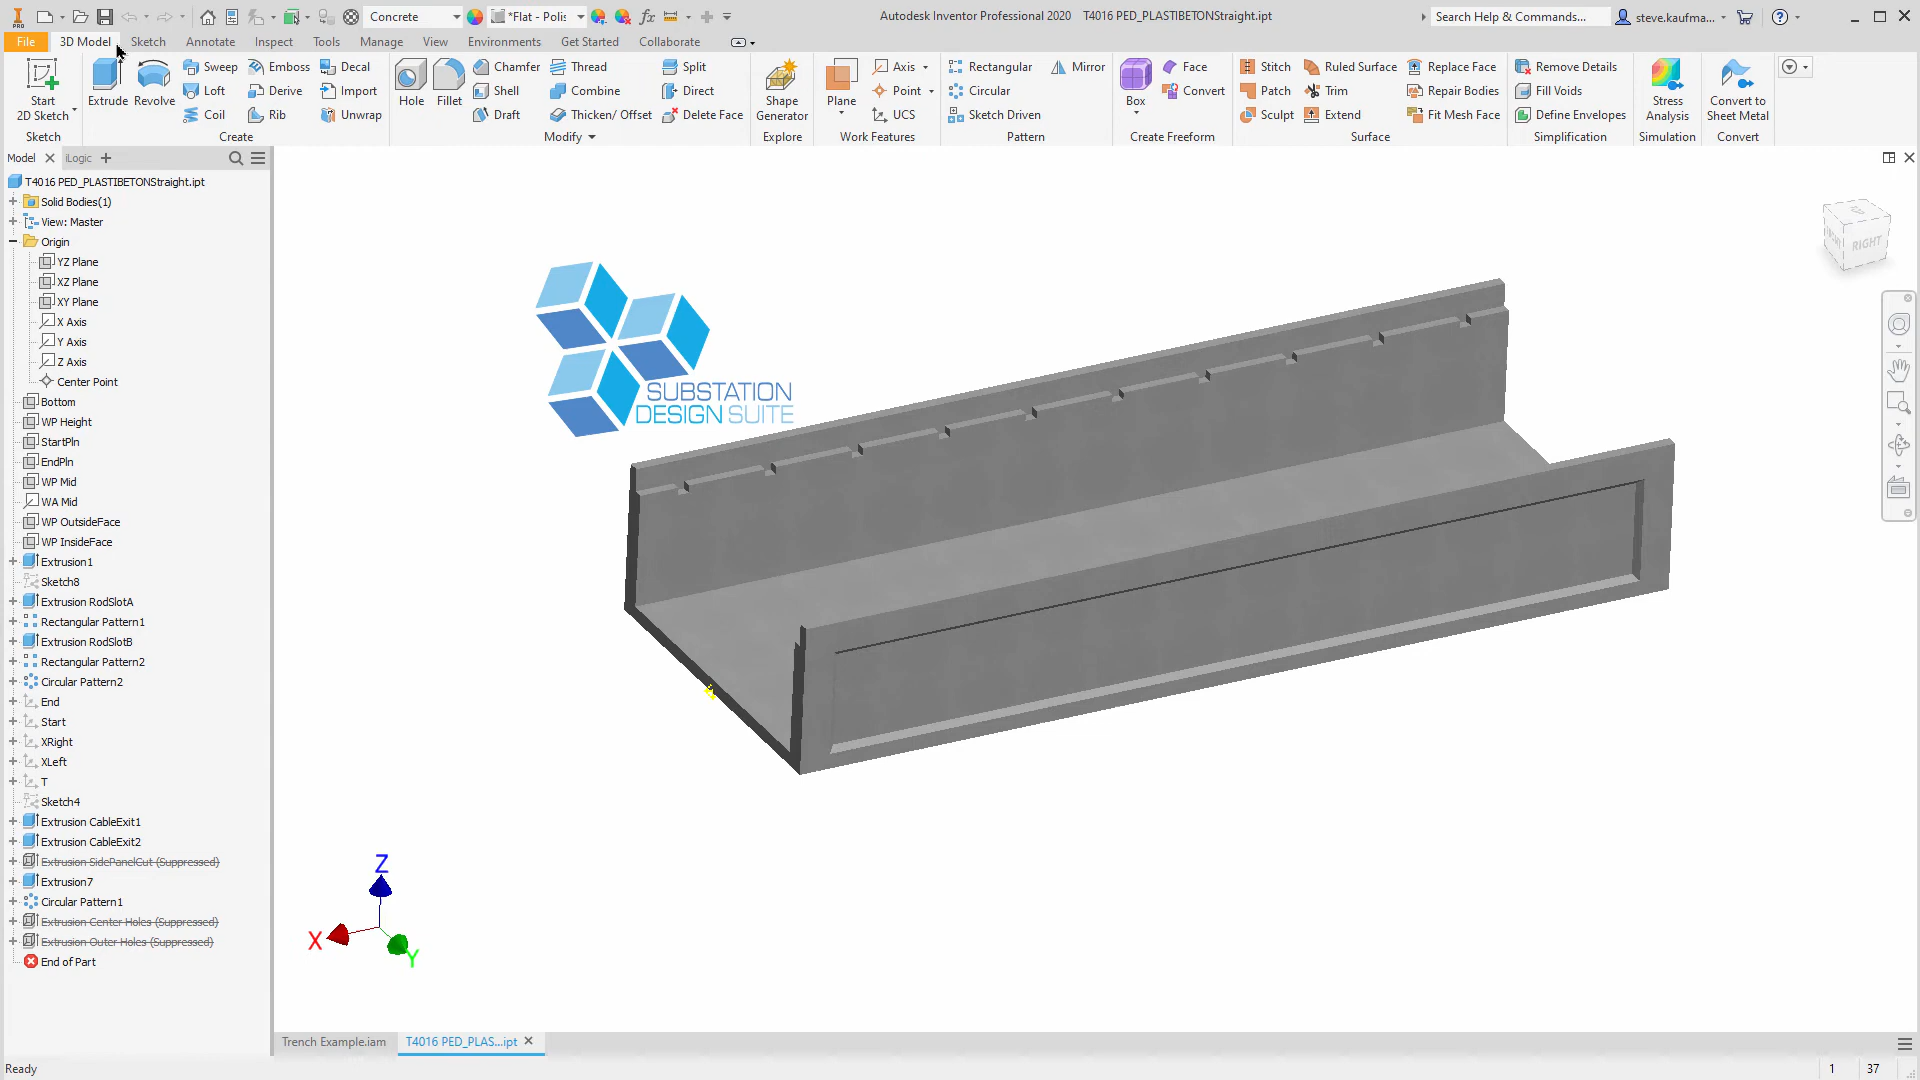 Concrete
*Flat - Polis
fx
Autodesk Inventor Professional 2020 T4016 PED_PLASTIBETONStraight.ipt
Search Help & Commands...
steve.kaufma...
File 3D Model Sketch Annotate Inspect Tools Manage View Environments Get Started Collaborate
Start
2D Sketch
Sketch
Extrude
Revolve
Sweep
Loft
Coil
Emboss
Derive
Rib
Decal
Import
Unwrap
Create
Hole
Fillet
Chamfer
Shell
Draft
Thread
Combine
Thicken/ Offset
Split
Direct
Delete Face
Modify
Shape
Generator
Explore
Plane
Axis
Point
UCS
Work Features
Rectangular
Circular
Sketch Driven
Mirror
Pattern
Box
Face
Convert
Create Freeform
Stitch
Patch
Sculpt
Ruled Surface
Trim
Extend
Replace Face
Repair Bodies
Fit Mesh Face
Surface
Remove Details
Fill Voids
Define Envelopes
Simplification
Stress
Analysis
Simulation
Convert to
Sheet Metal
Convert
Model
iLogic
T4016 PED_PLASTIBETONStraight.ipt
Solid Bodies(1)
View: Master
Origin
YZ Plane
XZ Plane
XY Plane
X Axis
Y Axis
Z Axis
Center Point
Bottom
WP Height
StartPln
EndPln
WP Mid
WA Mid
WP OutsideFace
WP InsideFace
Extrusion1
Sketch8
Extrusion RodSlotA
Rectangular Pattern1
Extrusion RodSlotB
Rectangular Pattern2
Circular Pattern2
End
Start
XRight
XLeft
T
Sketch4
Extrusion CableExit1
Extrusion CableExit2
Extrusion SidePanelCut (Suppressed)
Extrusion7
Circular Pattern1
Extrusion Center Holes (Suppressed)
Extrusion Outer Holes (Suppressed)
End of Part
SUBSTATION
DESIGN SUITE
RIGHT
Z
X
Y
Trench Example.iam
T4016 PED_PLAS...ipt
Ready
1 37